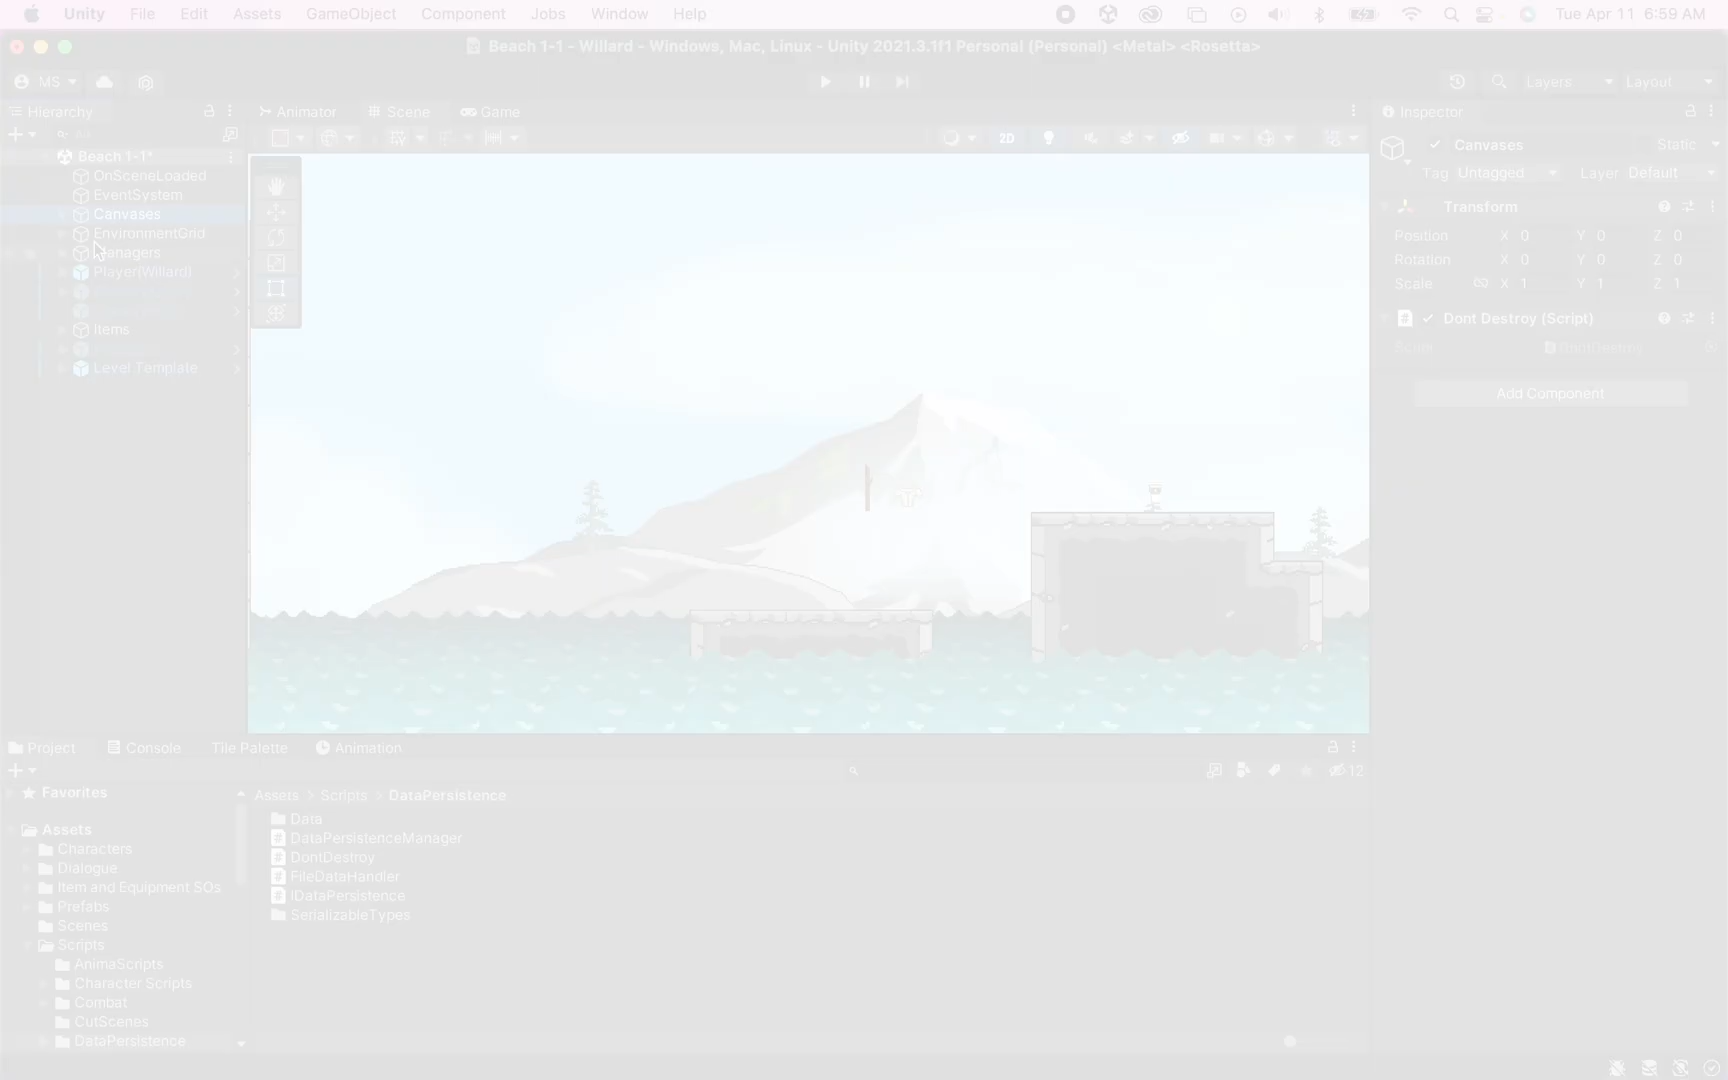 Unity File Edit Assets GameObject Component Jobs Window Help Tue Apr 11 6:59 AM
Beach 1-1 - Willard - Windows, Mac, Linux - Unity 2021.3.1f1 Personal (Personal) <Metal> <Rosetta>
MS Layers Layout
Hierarchy Animator Scene Game Inspector
All 2D
Beach 1-1* Canvases Static
Tag Untagged Layer Default
OnSceneLoaded
EventSystem
Canvases Transform
EnvironmentGrid Position X 0 Y 0 Z 0
Managers Rotation X 0 Y 0 Z 0
Player(Willard) Scale X 1 Y 1 Z 1
Dont Destroy (Script)
Items Script DontDestroy
Level Template
Add Component
Project Console Tile Palette Animation
12
Favorites Assets > Scripts > DataPersistence
Data
Assets DataPersistenceManager
Characters DontDestroy
Dialogue FileDataHandler
Item and Equipment SOs IDataPersistence
Prefabs SerializableTypes
Scenes
Scripts
AnimaScripts
Character Scripts
Combat
CutScenes
DataPersistence